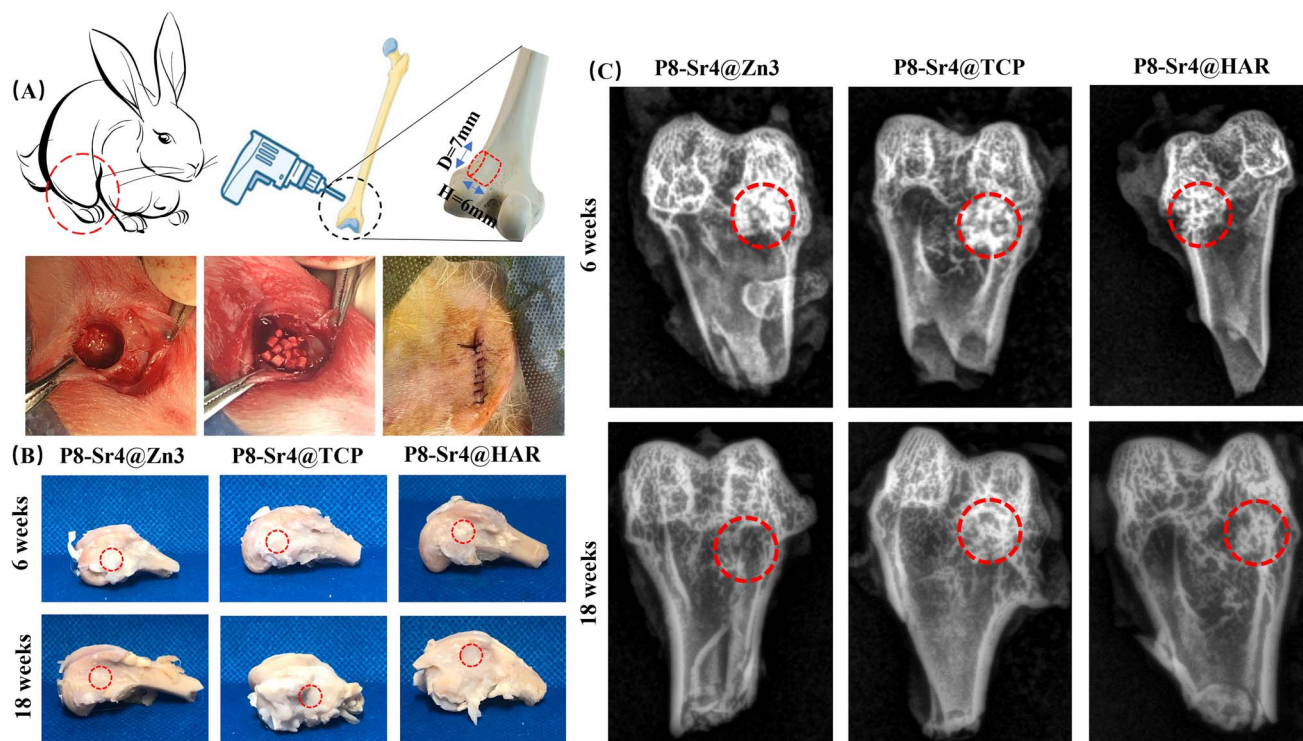 (A)
D=7mm
H=6mm
(B)
P8-Sr4@Zn3 P8-Sr4@TCP P8-Sr4@HAR
6 weeks
18 weeks
(C)
P8-Sr4@Zn3 P8-Sr4@TCP P8-Sr4@HAR
6 weeks
18 weeks